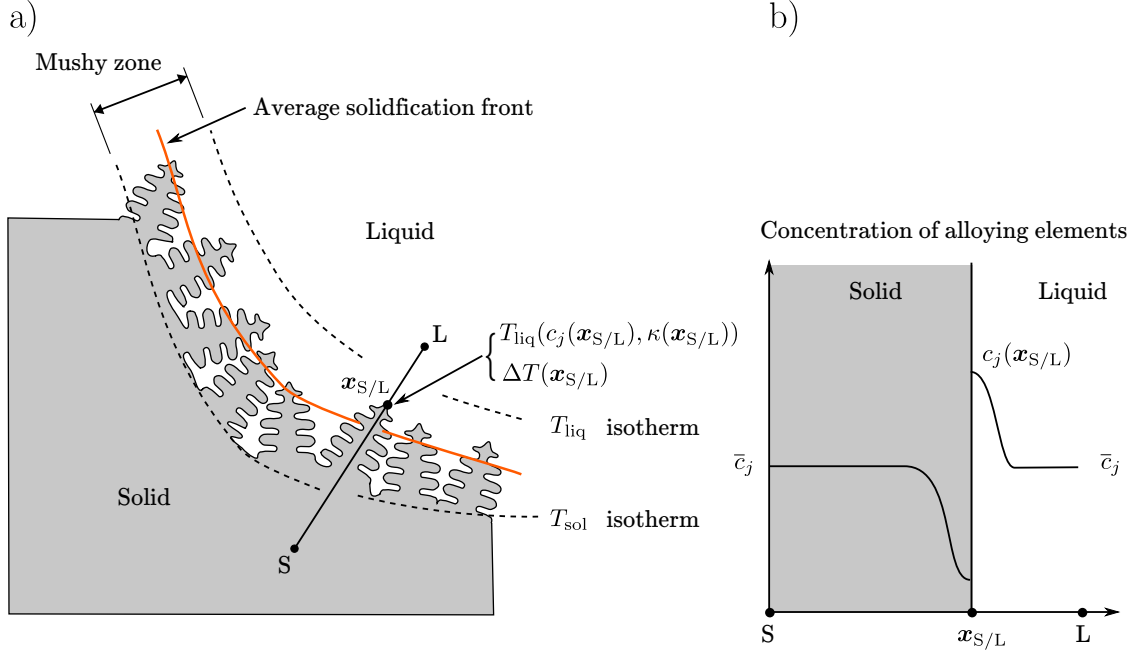 a)
Mushy zone
Average solidfication front
Liquid
L
x_S/L
T_liq(c_j(x_S/L), κ(x_S/L))
ΔT(x_S/L)
T_liq isotherm
Solid
T_sol isotherm
S
b)
Concentration of alloying elements
Solid
Liquid
c_j(x_S/L)
c̅_j
c̅_j
S
x_S/L
L